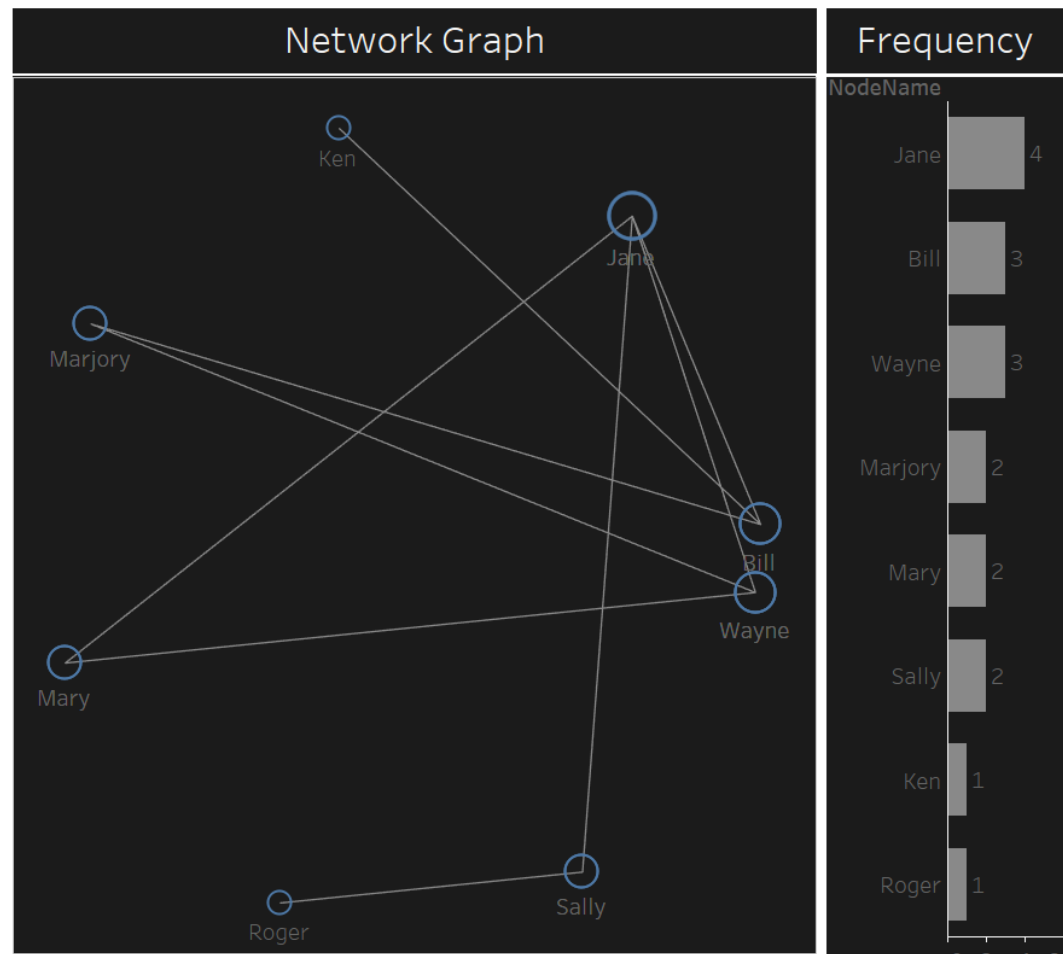 Network Graph
Ken
Jane
Marjory
Bill
Wayne
Mary
Sally
Roger
Frequency
NodeName
Jane 4
Bill 3
Wayne 3
Marjory 2
Mary 2
Sally 2
Ken 1
Roger 1